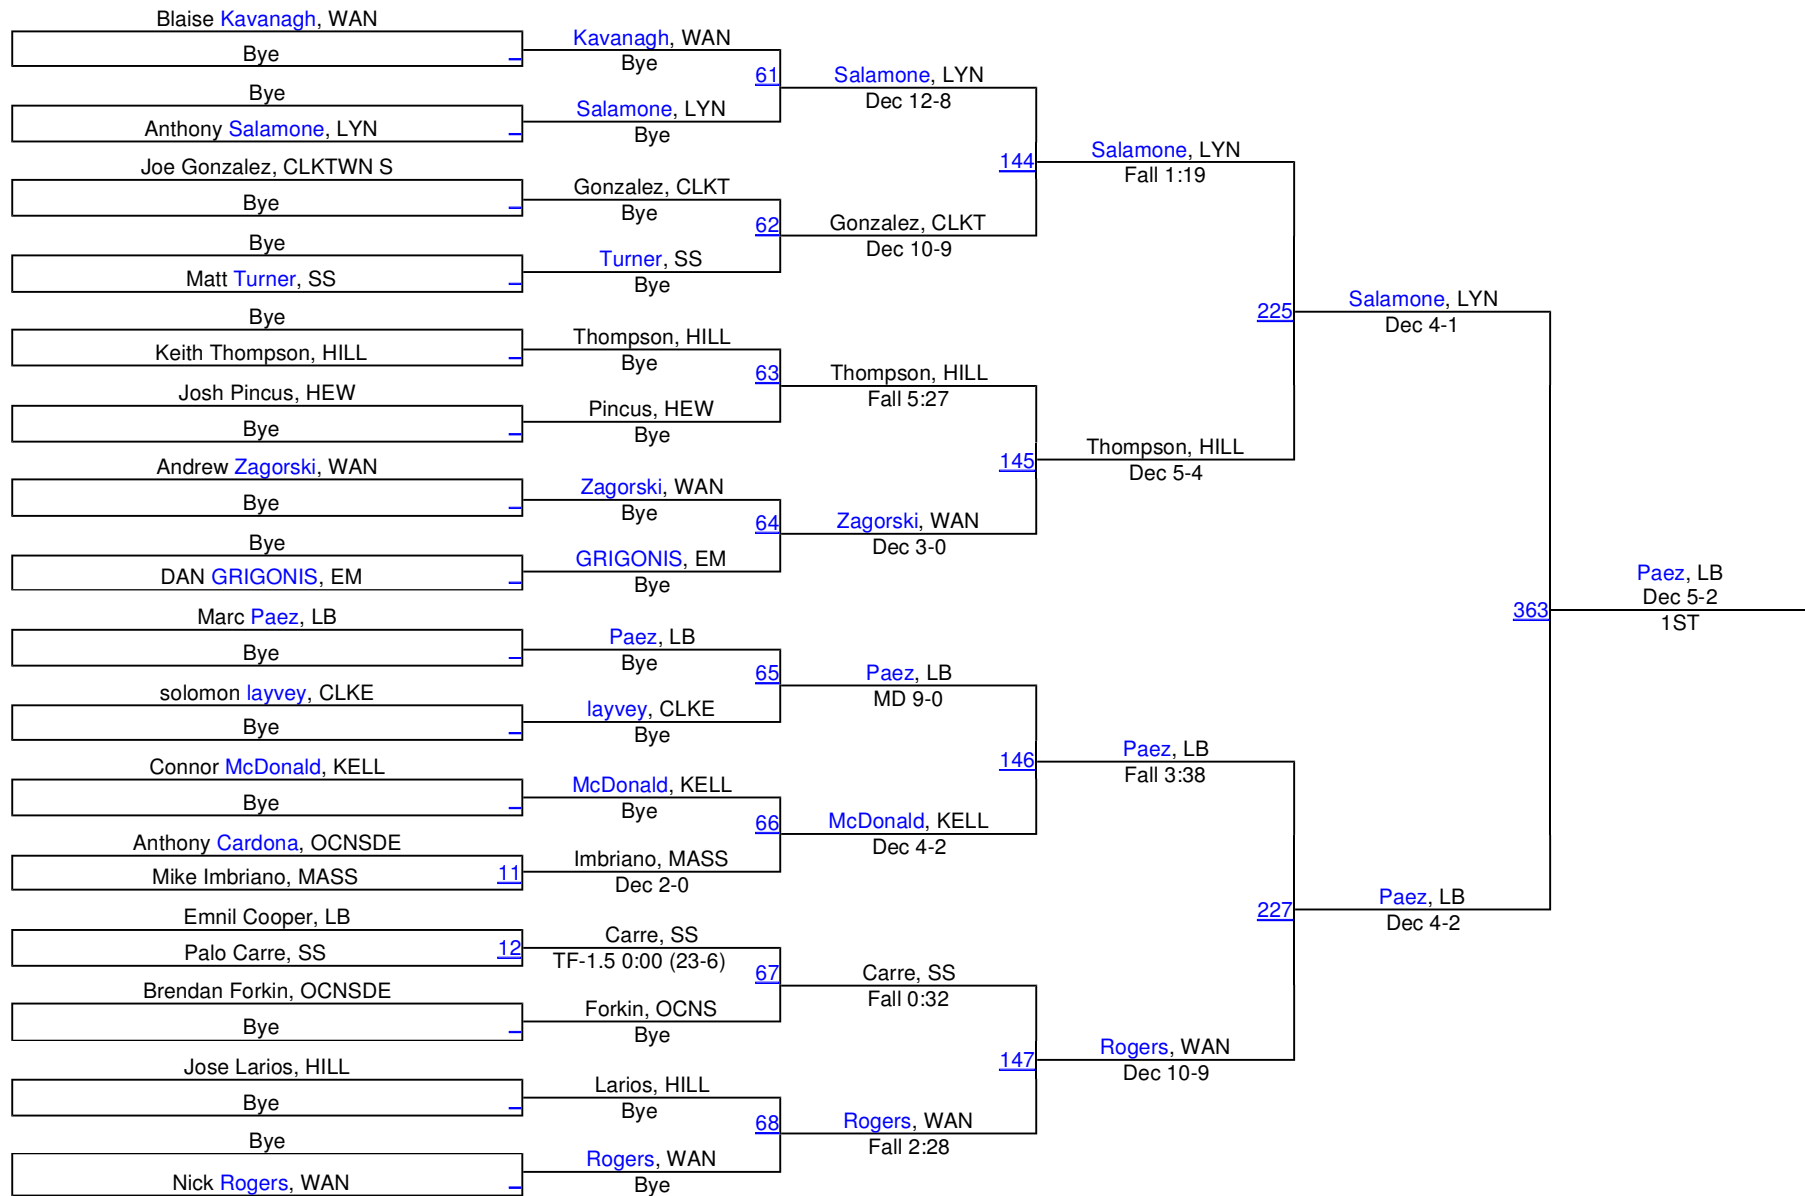 Blaise Kavanagh, WAN
Bye
Bye
Anthony Salamone, LYN
Joe Gonzalez, CLKTWN S
Bye
Bye
Matt Turner, SS
Bye
Keith Thompson, HILL
Josh Pincus, HEW
Bye
Andrew Zagorski, WAN
Bye
Bye
DAN GRIGONIS, EM
Marc Paez, LB
Bye
solomon layvey, CLKE
Bye
Connor McDonald, KELL
Bye
Anthony Cardona, OCNSDE
Mike Imbriano, MASS 11
Emnil Cooper, LB
Palo Carre, SS 12
Brendan Forkin, OCNSDE
Bye
Jose Larios, HILL
Bye
Bye
Nick Rogers, WAN
Kavanagh, WAN
Bye
61
Salamone, LYN
Bye
Gonzalez, CLKT
Bye
62
Turner, SS
Bye
Thompson, HILL
Bye
63
Pincus, HEW
Bye
Zagorski, WAN
Bye
64
GRIGONIS, EM
Bye
Paez, LB
Bye
65
layvey, CLKE
Bye
McDonald, KELL
Bye
66
Imbriano, MASS
Dec 2-0
Carre, SS
TF-1.5 0:00 (23-6)
67
Forkin, OCNS
Bye
Larios, HILL
Bye
68
Rogers, WAN
Bye
Salamone, LYN
Dec 12-8
144
Gonzalez, CLKT
Dec 10-9
Thompson, HILL
Fall 5:27
145
Zagorski, WAN
Dec 3-0
Paez, LB
MD 9-0
146
McDonald, KELL
Dec 4-2
Carre, SS
Fall 0:32
147
Rogers, WAN
Fall 2:28
Salamone, LYN
Fall 1:19
225
Thompson, HILL
Dec 5-4
Paez, LB
Fall 3:38
227
Rogers, WAN
Dec 10-9
Salamone, LYN
Dec 4-1
363
Paez, LB
Dec 4-2
Paez, LB
Dec 5-2
1ST